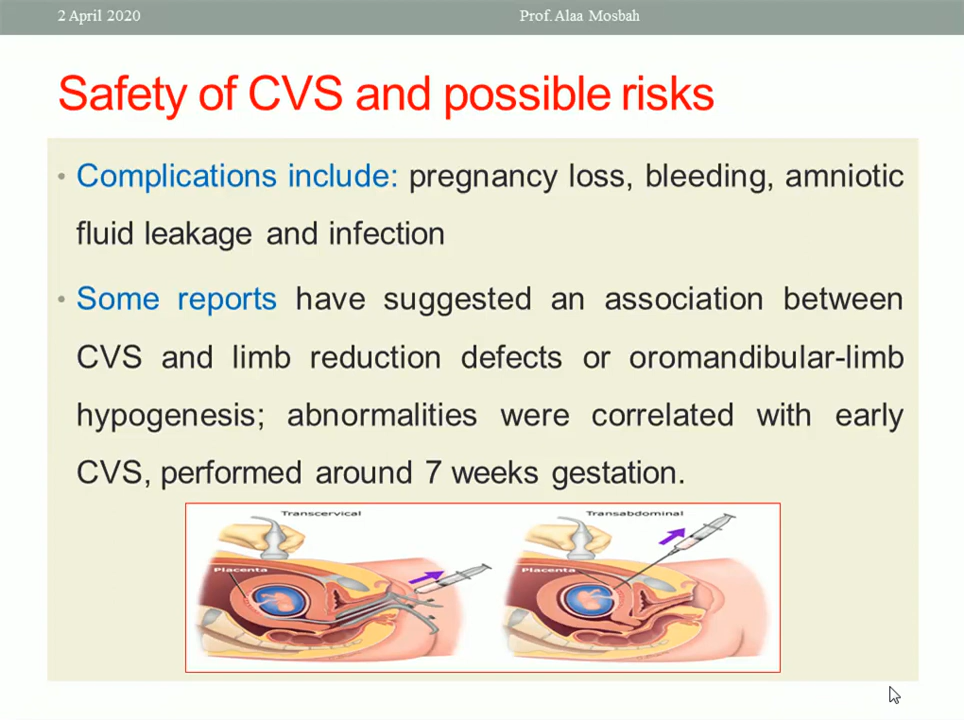 2 April 2020
Prof. Alaa Mosbah
Safety of CVS and possible risks
• Complications include: pregnancy loss, bleeding, amniotic
fluid leakage and infection
• Some reports have suggested an association between
CVS and limb reduction defects or oromandibular-limb
hypogenesis; abnormalities were correlated with early
CVS, performed around 7 weeks gestation.
Transcervical
Placenta
Transabdominal
Placenta